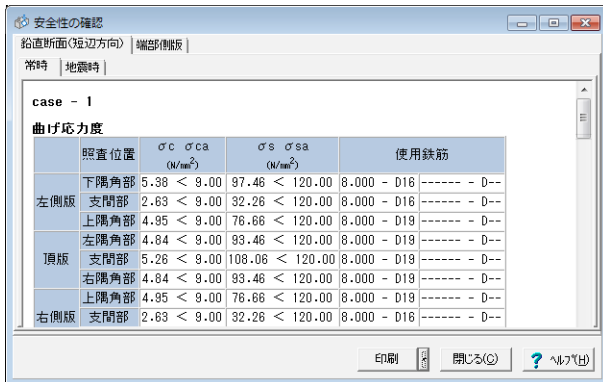 安全性の確認
鉛直断面(短辺方向) 端部側版
常時 地震時
case - 1
曲げ応力度
照査位置 σc σca (N/mm²) σs σsa (N/mm²) 使用鉄筋
左側版 下隅角部 5.38 < 9.00 97.46 < 120.00 8.000 - D16 ------ - D--
支間部 2.63 < 9.00 32.26 < 120.00 8.000 - D16 ------ - D--
上隅角部 4.95 < 9.00 76.66 < 120.00 8.000 - D19 ------ - D--
頂版 左隅角部 4.84 < 9.00 93.46 < 120.00 8.000 - D19 ------ - D--
支間部 5.26 < 9.00 108.06 < 120.00 8.000 - D19 ------ - D--
右隅角部 4.84 < 9.00 93.46 < 120.00 8.000 - D19 ------ - D--
右側版 上隅角部 4.95 < 9.00 76.66 < 120.00 8.000 - D19 ------ - D--
支間部 2.63 < 9.00 32.26 < 120.00 8.000 - D16 ------ - D--
印刷 閉じる(C) ? ヘルプ(H)